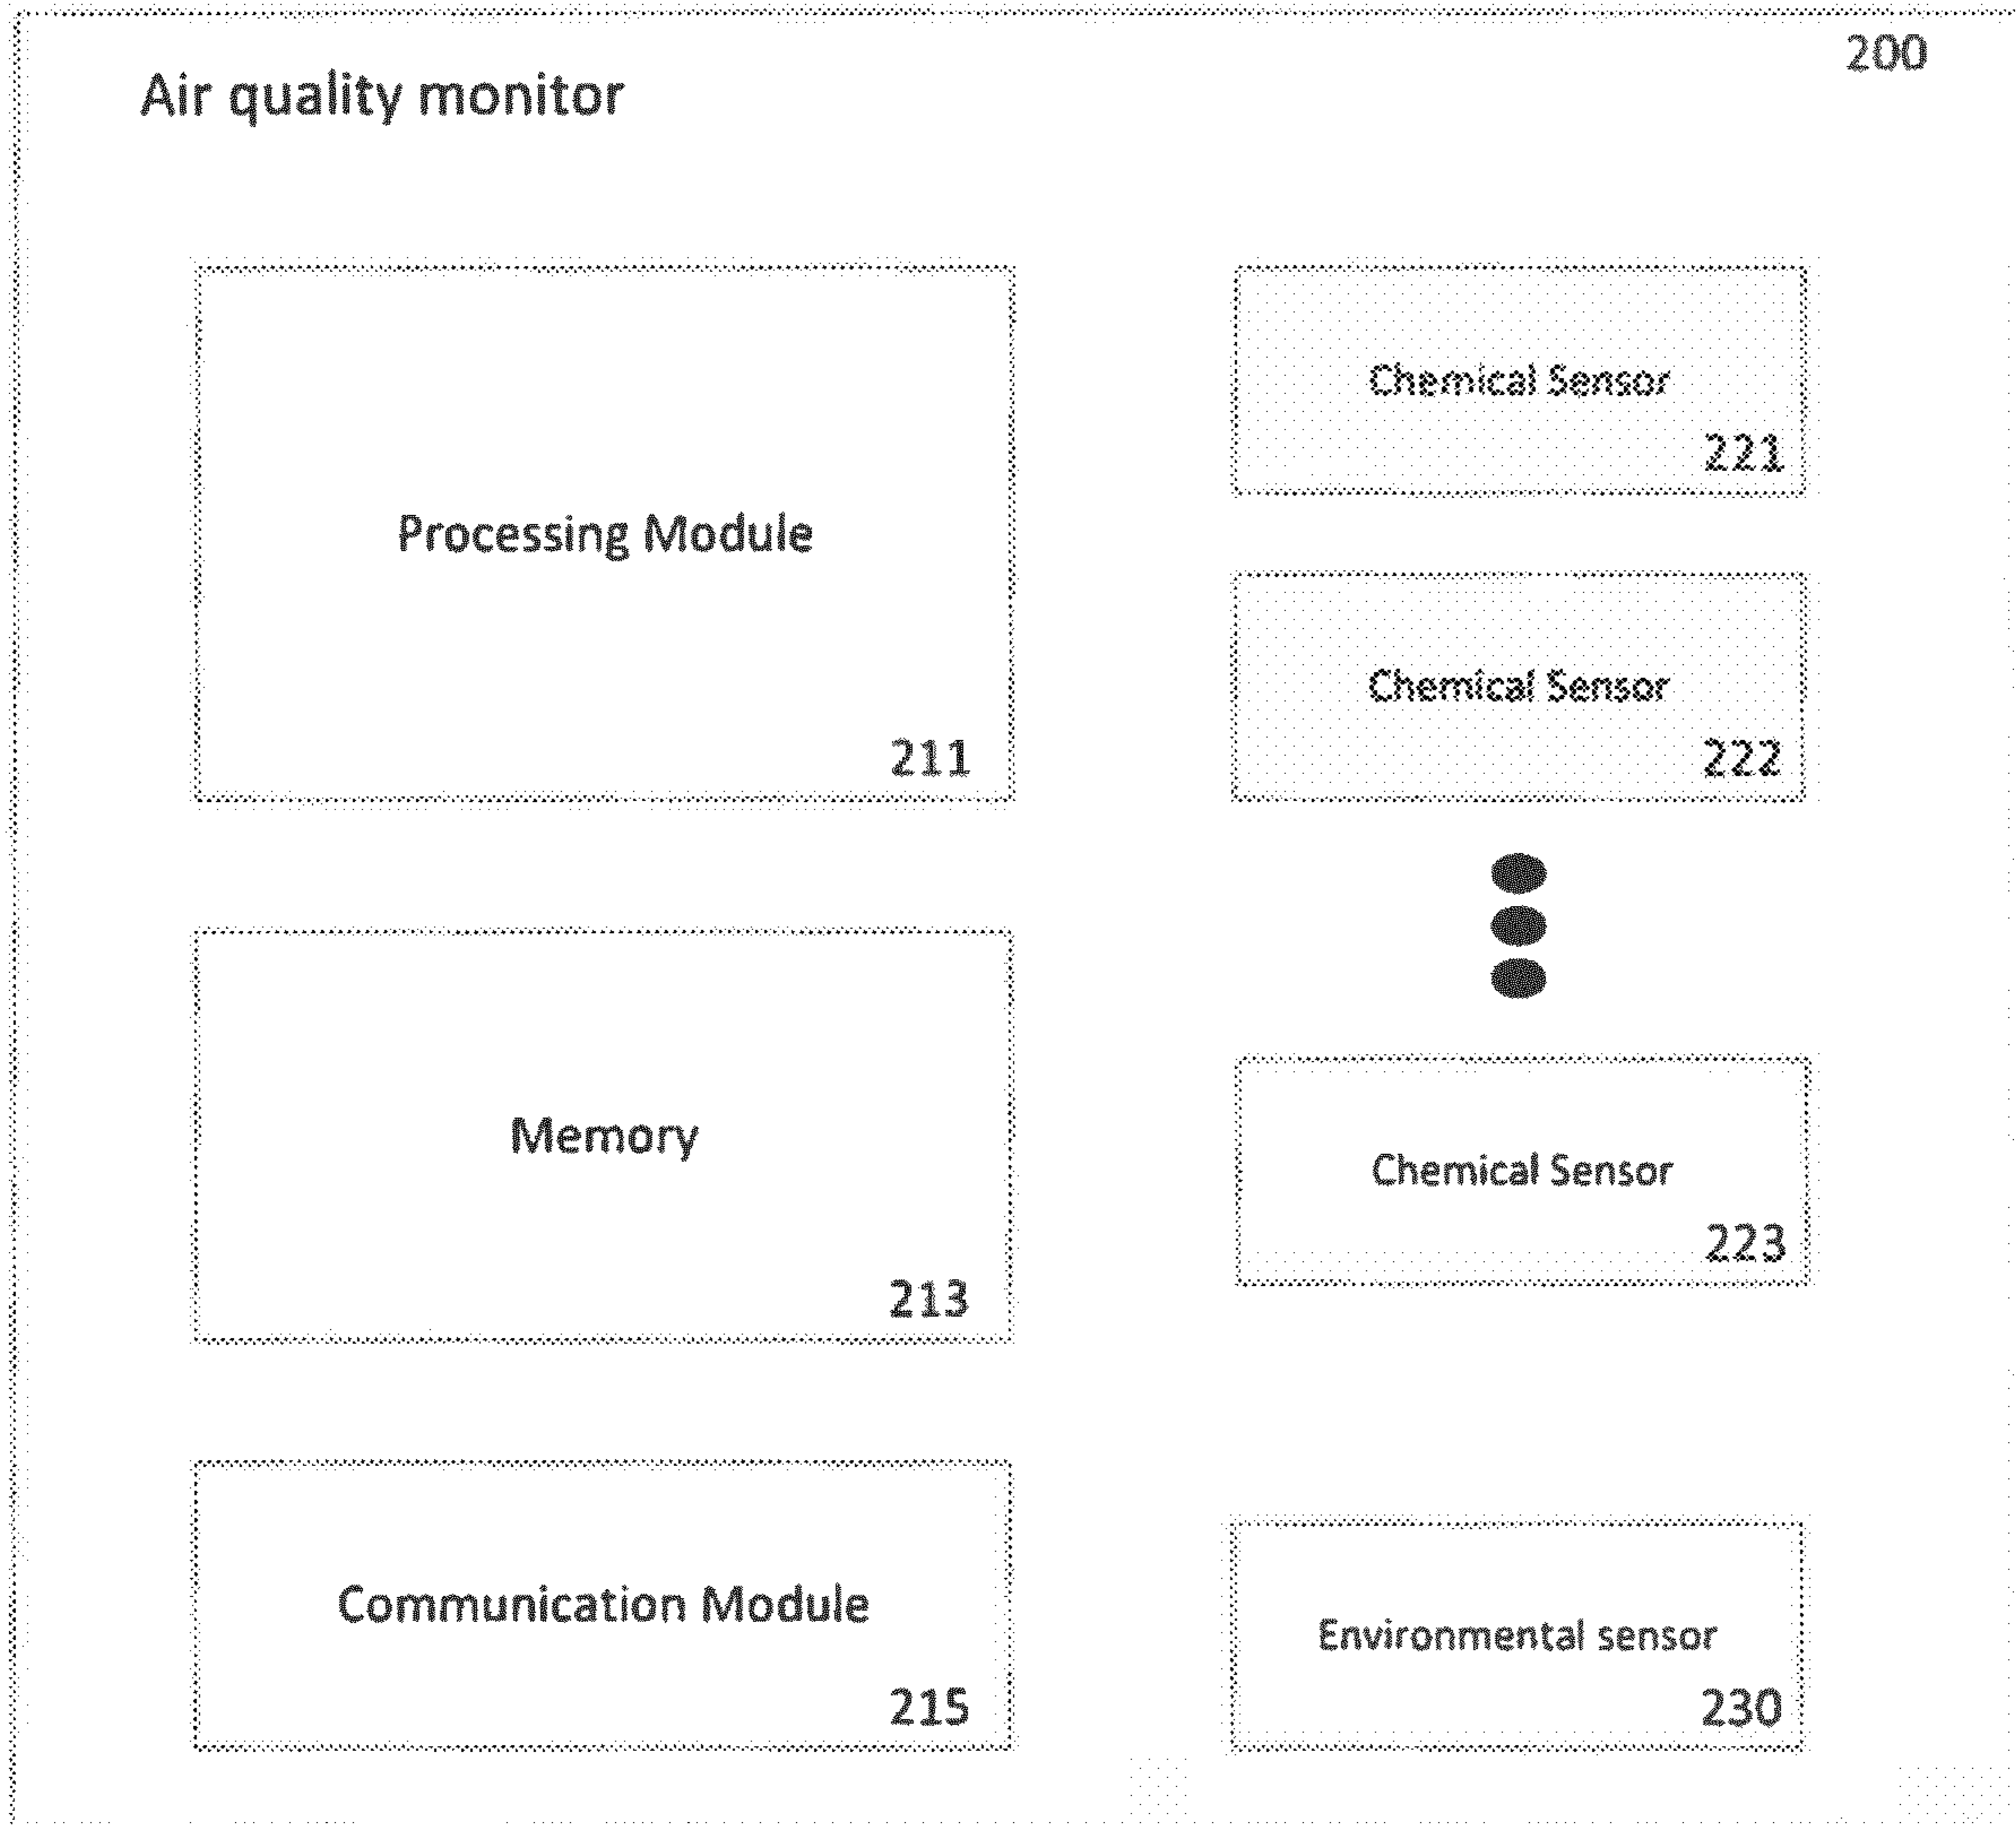 200
Air quality monitor
Processing Module
211
Memory
213
Communication Module
215
Chemical Sensor
221
Chemical Sensor
222
Chemical Sensor
223
Environmental sensor
230